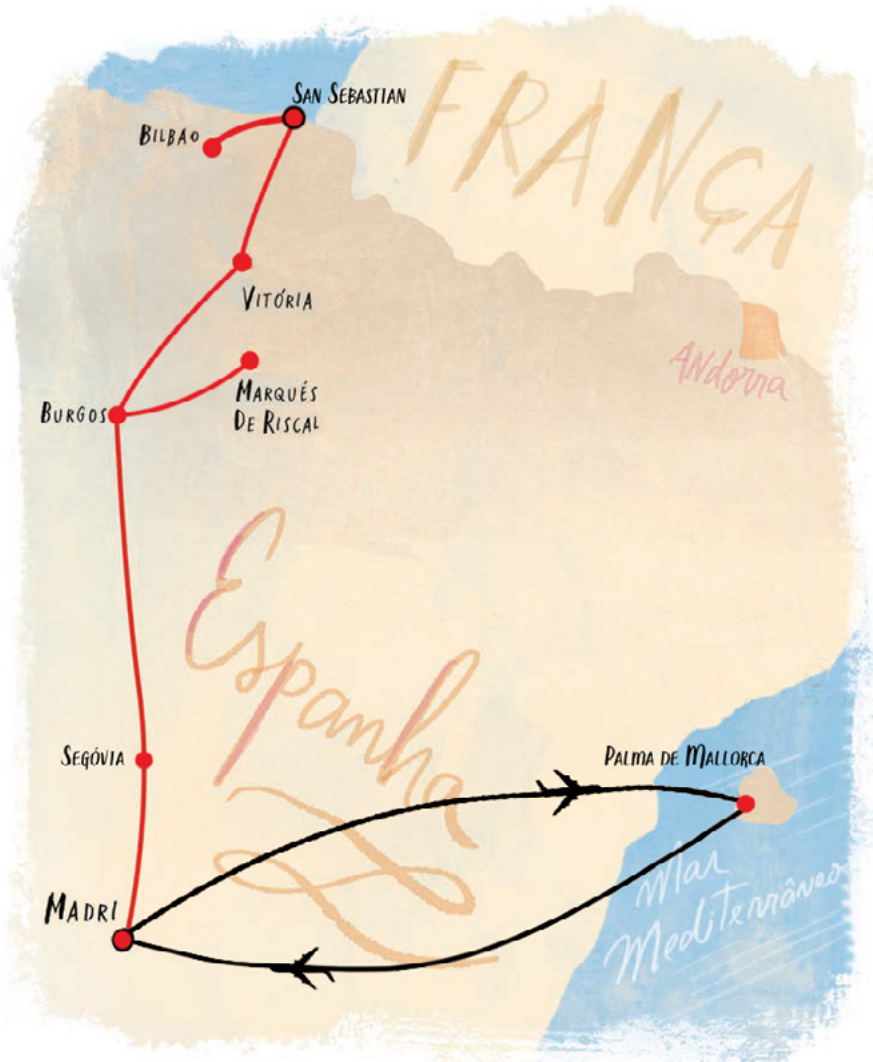 SAN SEBASTIAN
BILBAO
FRANÇA
VITÓRIA
ANdorra
MARQUÉS
DE RISCAL
BURGOS
Espanha
SEGÓVIA
PALMA DE MALLORCA
MADRI
Mar
Mediterrâneo